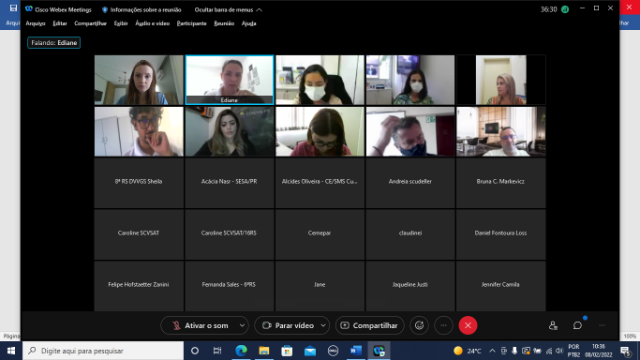 Cisco Webex Meetings
Informações sobre a reunião
Ocultar barra de menus
36:30
Arquivo Editar Compartilhar Exibir Áudio e vídeo Participante Reunião Ajuda
Falando: Ediane
Ediane
8ª RS DVVGS Sheila
Acácia Nasr - SESA/PR
Alcides Oliveira - CE/SMS Cu...
Andreia scudeller
Bruna C. Markevicz
Caroline SCVSAT
Caroline SCVSAT/16RS
Cemepar
claudinei
Daniel Fontoura Loss
Felipe Hofstaetter Zanini
Fernanda Sales - IPRS
Jane
Jaqueline Justi
Jennifer Camila
Ativar o som
Parar vídeo
Compartilhar
Página
100%
Digite aqui para pesquisar
24°C
POR
PTB2
10:36
08/02/2022